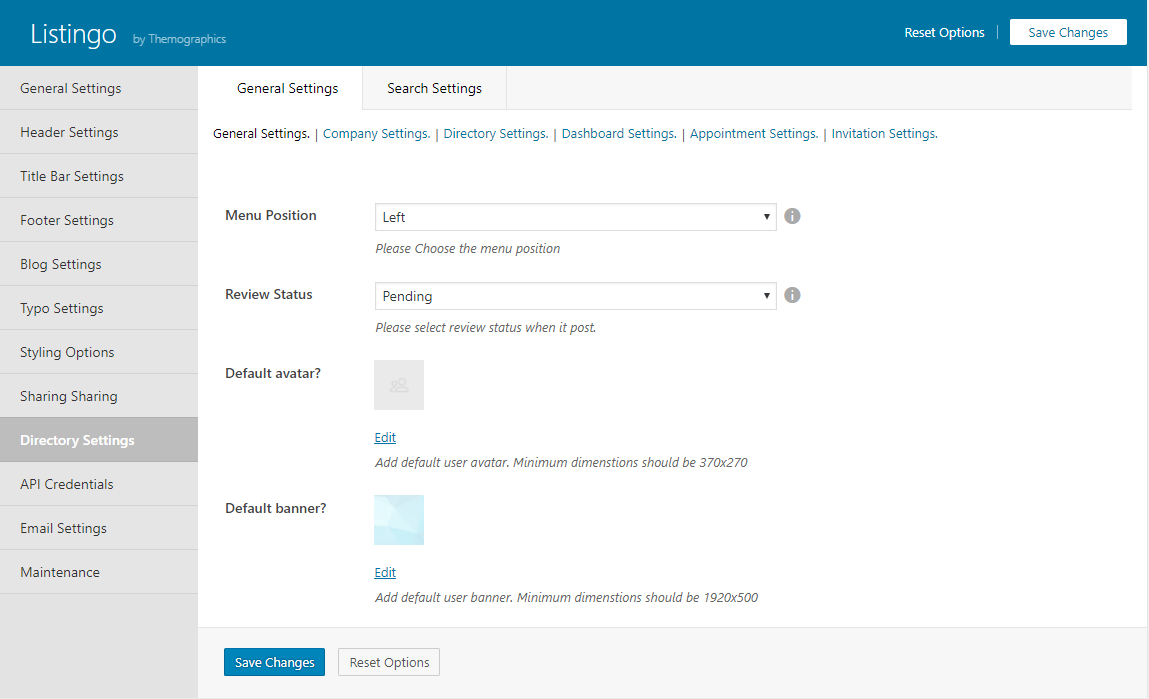 Listingo by Themographics
Reset Options
Save Changes
General Settings
Header Settings
Title Bar Settings
Footer Settings
Blog Settings
Typo Settings
Styling Options
Sharing Sharing
Directory Settings
API Credentials
Email Settings
Maintenance
General Settings
Search Settings
General Settings. | Company Settings. | Directory Settings. | Dashboard Settings. | Appointment Settings. | Invitation Settings.
Menu Position
Left
Please Choose the menu position
Review Status
Pending
Please select review status when it post.
Default avatar?
Edit
Add default user avatar. Minimum dimenstions should be 370x270
Default banner?
Edit
Add default user banner. Minimum dimenstions should be 1920x500
Save Changes
Reset Options